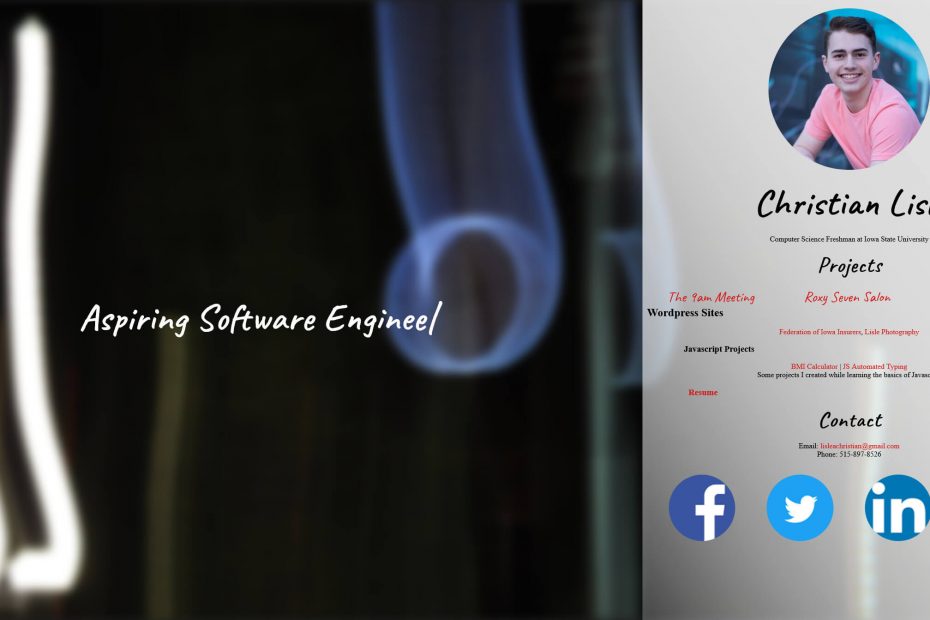 Aspiring Software Enginee|
Christian Lisl
Computer Science Freshman at Iowa State University
Projects
The 9am Meeting Roxy Seven Salon
Wordpress Sites
Federation of Iowa Insurers, Lisle Photography
Javascript Projects
BMI Calculator | JS Automated Typing
Some projects I created while learning the basics of Javasc
Resume
Contact
Email: lisleachristian@gmail.com
Phone: 515-897-8526
f
in